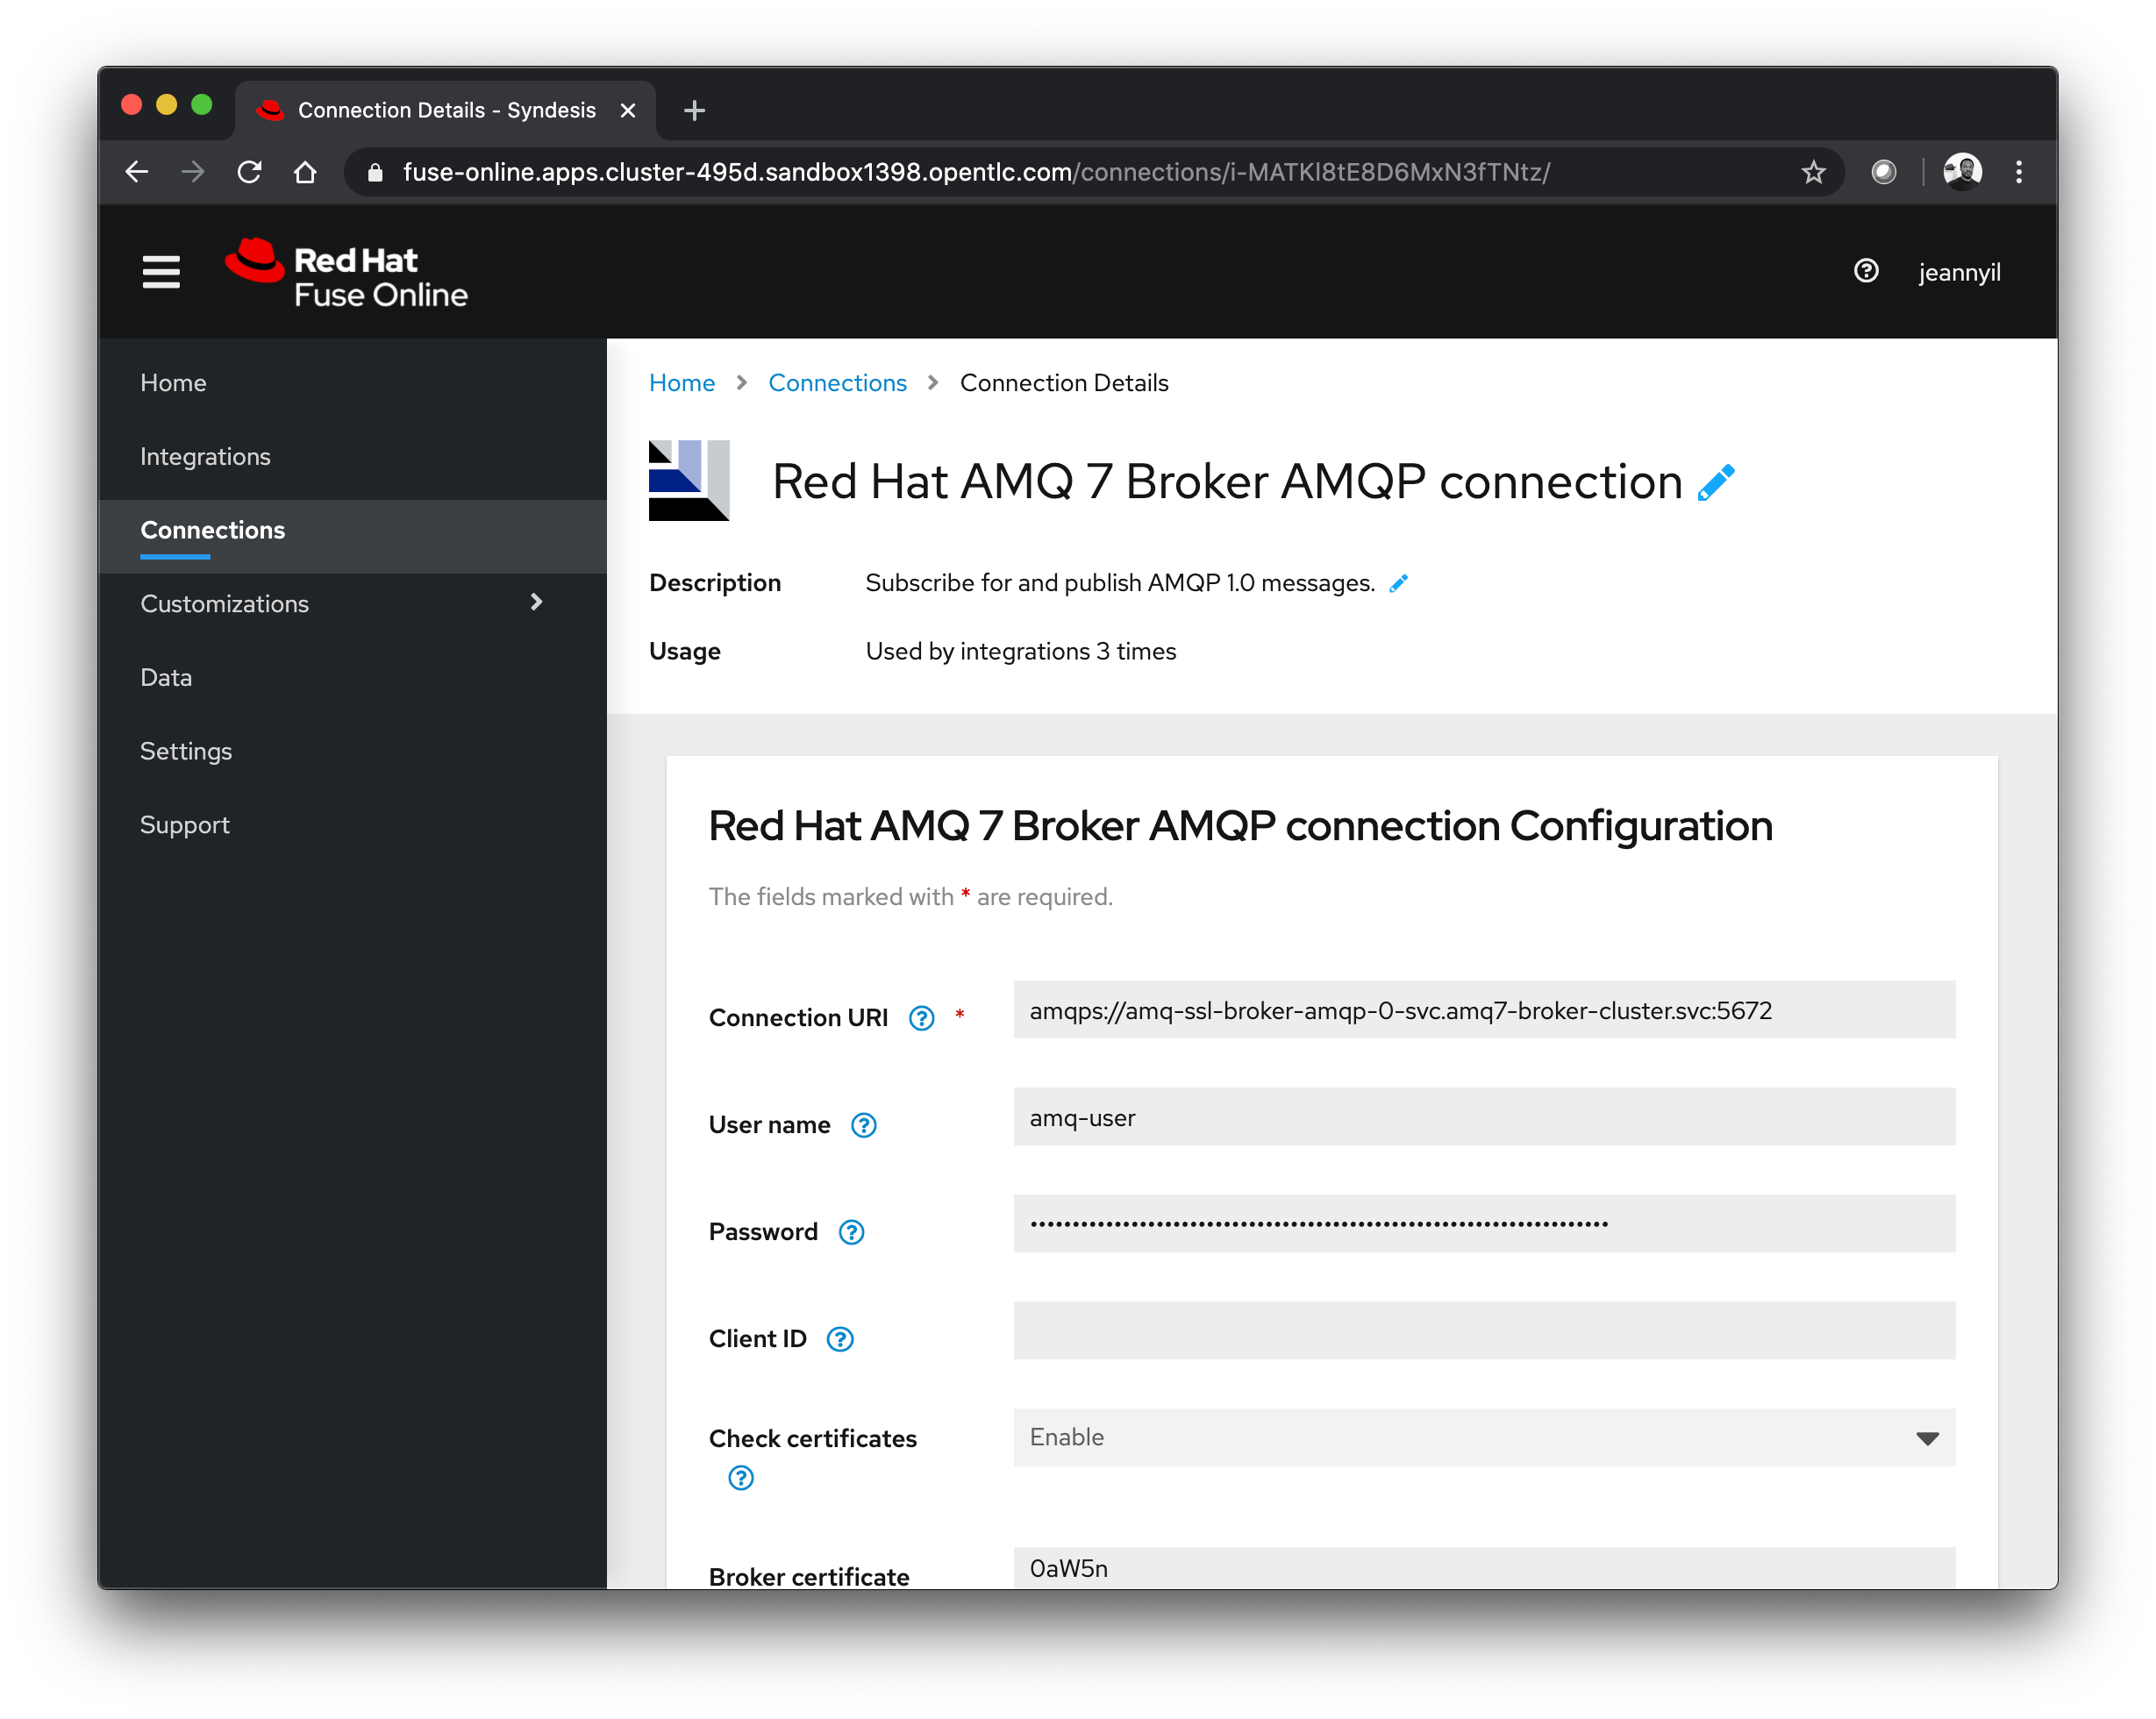 Connection Details - Syndesis
fuse-online.apps.cluster-495d.sandbox1398.opentlc.com/connections/i-MATKl8tE8D6MxN3fTNtz/
Red Hat
Fuse Online
jeannyil
Home
Integrations
Connections
Customizations
Data
Settings
Support
Home > Connections > Connection Details
Red Hat AMQ 7 Broker AMQP connection
Description Subscribe for and publish AMQP 1.0 messages.
Usage Used by integrations 3 times
Red Hat AMQ 7 Broker AMQP connection Configuration
The fields marked with * are required.
Connection URI * amqps://amq-ssl-broker-amqp-0-svc.amq7-broker-cluster.svc:5672
User name amq-user
Password
Client ID
Check certificates Enable
Broker certificate 0aW5n